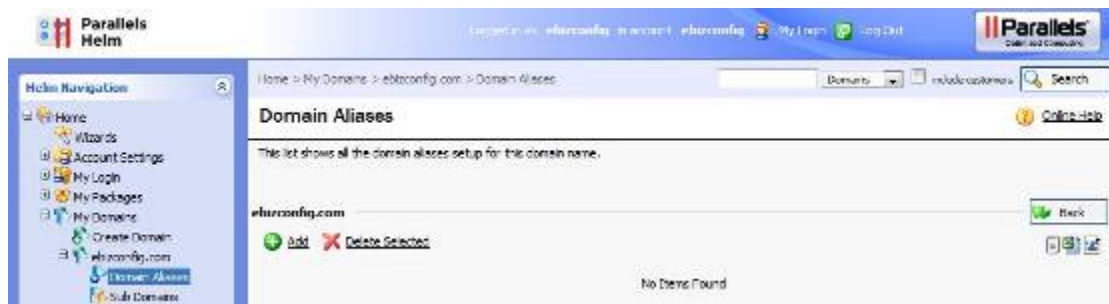 Parallels
Helm
Logged in as ebizconfig in account ebizconfig My Login Log Out
Parallels
Helm Navigation
Home > My Domains > ebizconfig.com > Domain Aliases
Domains
include customers
Search
Home
Wizards
Account Settings
My Login
My Packages
My Domains
Create Domain
ebizconfig.com
Domain Aliases
Sub Domains
Domain Aliases
Online Help
This list shows all the domain aliases setup for this domain name.
ebizconfig.com
Back
Add Delete Selected
No Items Found